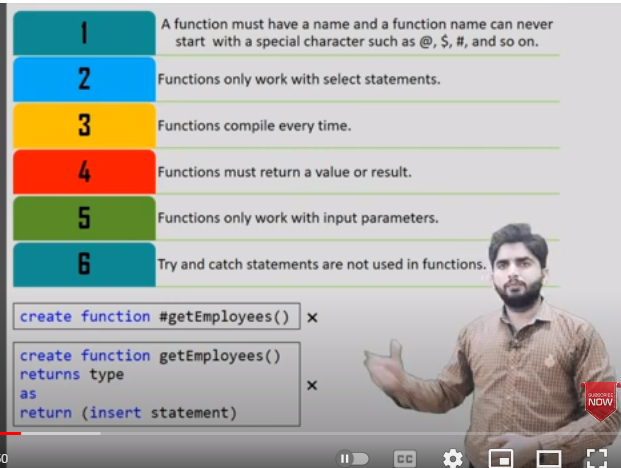 1
A function must have a name and a function name can never
start with a special character such as @, $, #, and so on.
2
Functions only work with select statements.
3
Functions compile every time.
4
Functions must return a value or result.
5
Functions only work with input parameters.
6
Try and catch statements are not used in functions.
create function #getEmployees() ×
create function getEmployees()
returns type
as
return (insert statement)
×
SUBSCRIBE
NOW
CC